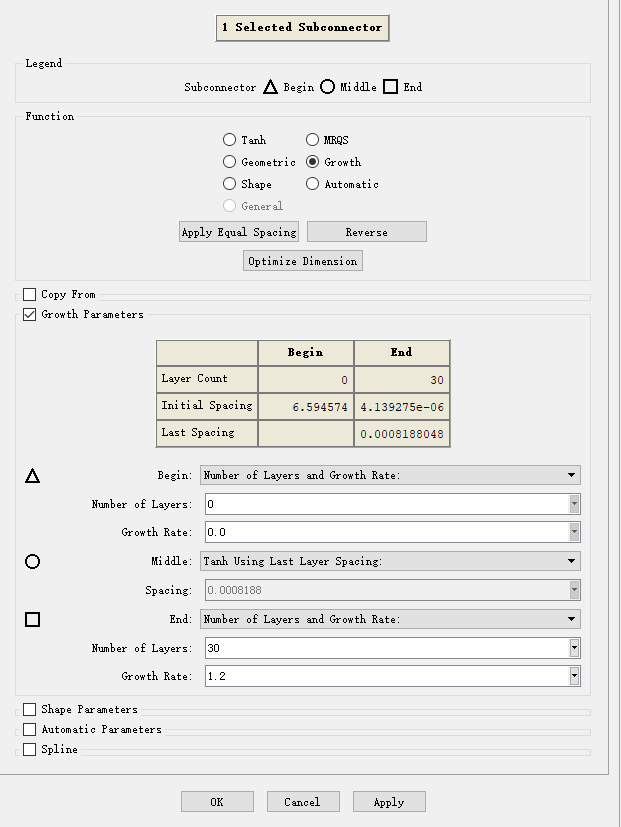 1 Selected Subconnector
Legend
Subconnector Begin Middle End
Function
Tanh MRQS
Geometric Growth
Shape Automatic
General
Apply Equal Spacing Reverse
Optimize Dimension
Copy From
Growth Parameters
Begin End
Layer Count 0 30
Initial Spacing 6.594574 4.139275e-06
Last Spacing 0.0008188048
Begin: Number of Layers and Growth Rate:
Number of Layers: 0
Growth Rate: 0.0
Middle: Tanh Using Last Layer Spacing:
Spacing: 0.0008188
End: Number of Layers and Growth Rate:
Number of Layers: 30
Growth Rate: 1.2
Shape Parameters
Automatic Parameters
Spline
OK Cancel Apply